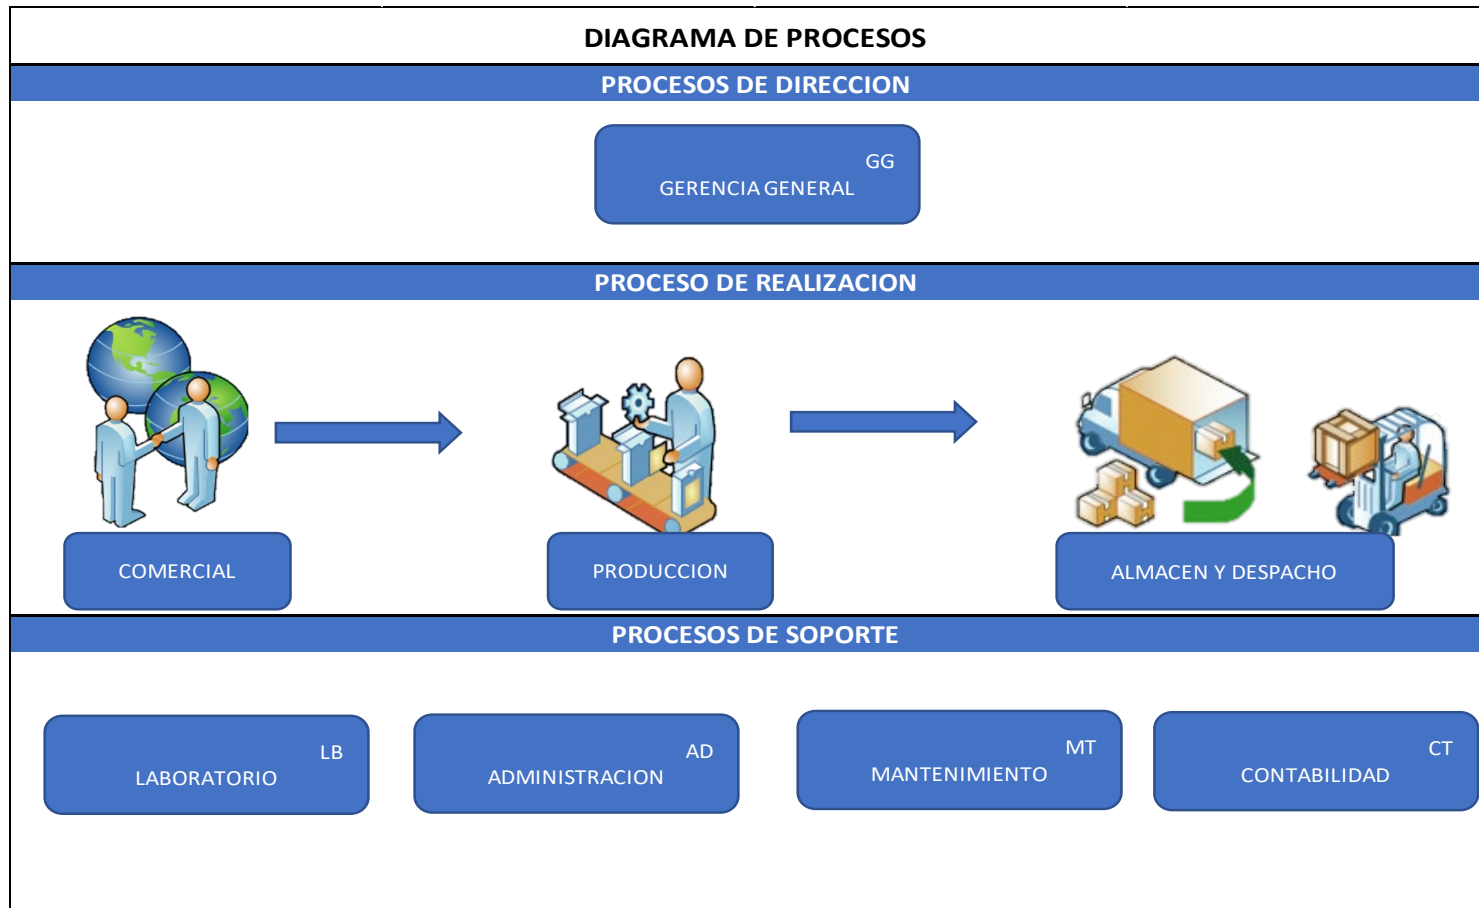 DIAGRAMA DE PROCESOS
PROCESOS DE DIRECCION
GG
GERENCIA GENERAL
PROCESO DE REALIZACION
COMERCIAL
PRODUCCION
ALMACEN Y DESPACHO
PROCESOS DE SOPORTE
LB
LABORATORIO
AD
ADMINISTRACION
MT
MANTENIMIENTO
CT
CONTABILIDAD